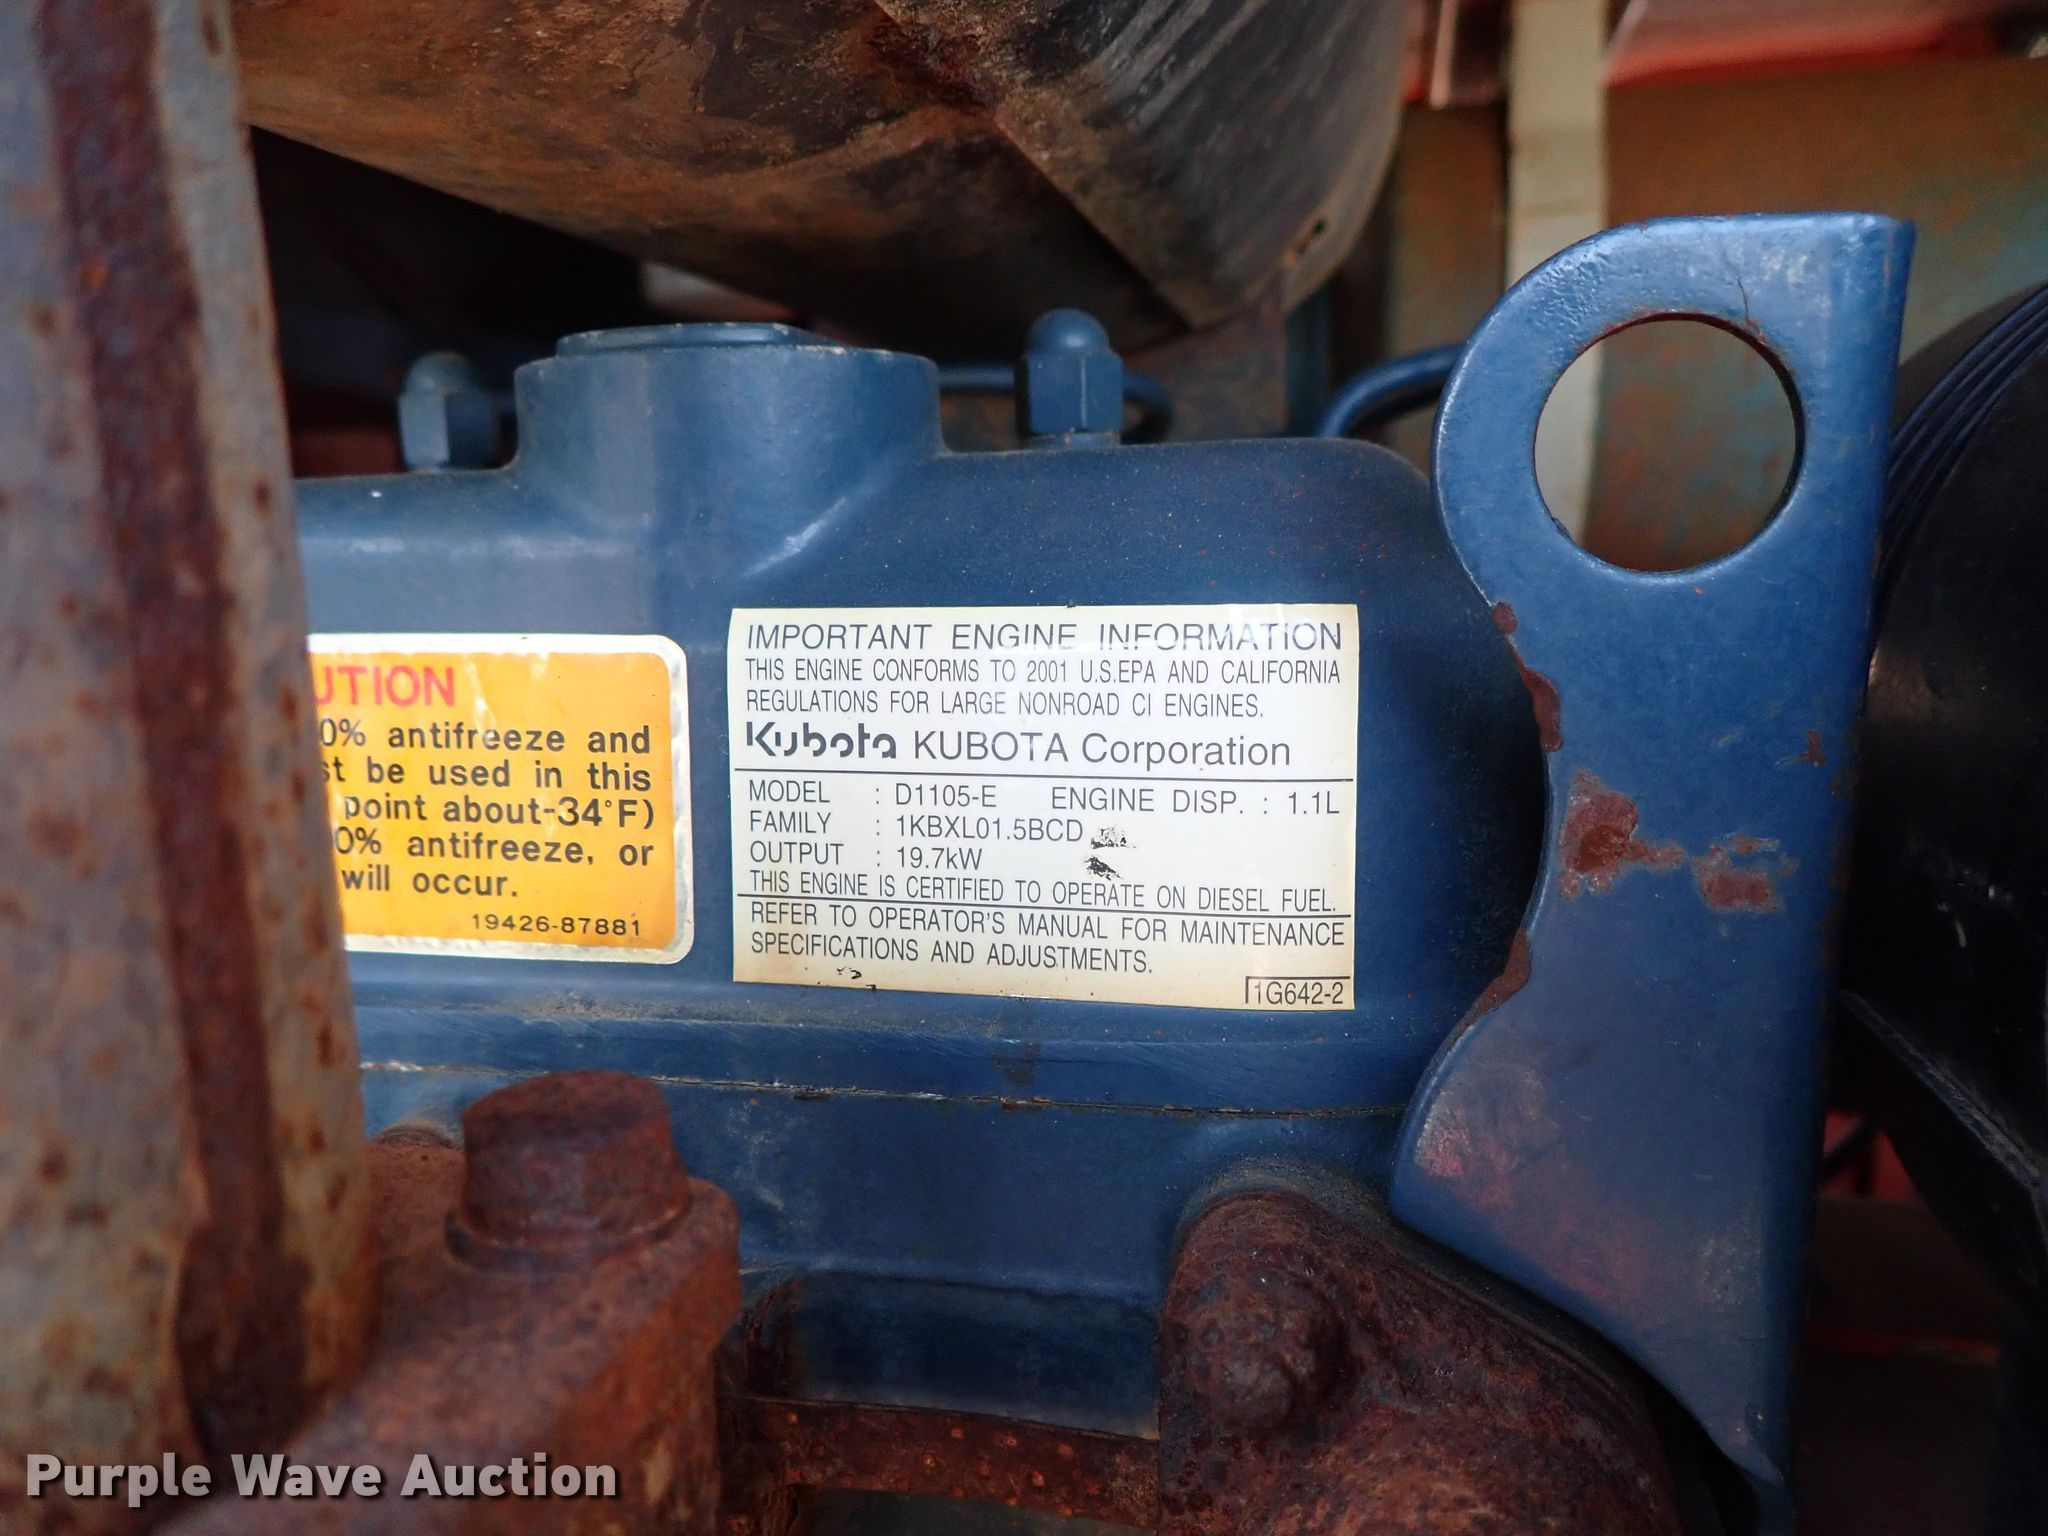 UTION
0% antifreeze and
st be used in this
point about-34°F)
0% antifreeze, or
will occur.
19426-87881
IMPORTANT ENGINE INFORMATION
THIS ENGINE CONFORMS TO 2001 U.S.EPA AND CALIFORNIA
REGULATIONS FOR LARGE NONROAD CI ENGINES.
Kubota KUBOTA Corporation
MODEL : D1105-E ENGINE DISP. : 1.1L
FAMILY : 1KBXL01.5BCD
OUTPUT : 19.7kW
THIS ENGINE IS CERTIFIED TO OPERATE ON DIESEL FUEL.
REFER TO OPERATOR'S MANUAL FOR MAINTENANCE
SPECIFICATIONS AND ADJUSTMENTS.
1G642-2
Purple Wave Auction